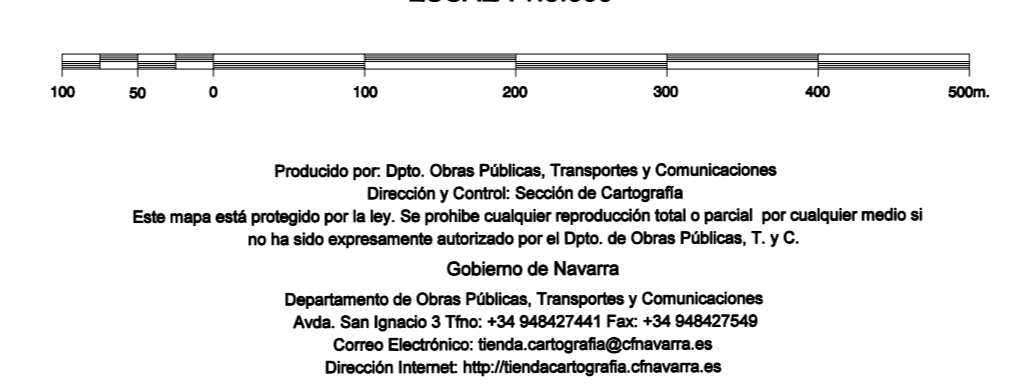 100 50 0 100 200 300 400 500m.
Producido por: Dpto. Obras Públicas, Transportes y Comunicaciones
Dirección y Control: Sección de Cartografía
Este mapa está protegido por la ley. Se prohibe cualquier reproducción total o parcial por cualquier medio si
no ha sido expresamente autorizado por el Dpto. de Obras Públicas, T. y C.
Gobierno de Navarra
Departamento de Obras Públicas, Transportes y Comunicaciones
Avda. San Ignacio 3 Tfno: +34 948427441 Fax: +34 948427549
Correo Electrónico: tienda.cartografia@cfnavarra.es
Dirección Internet: http://tiendacartografia.cfnavarra.es